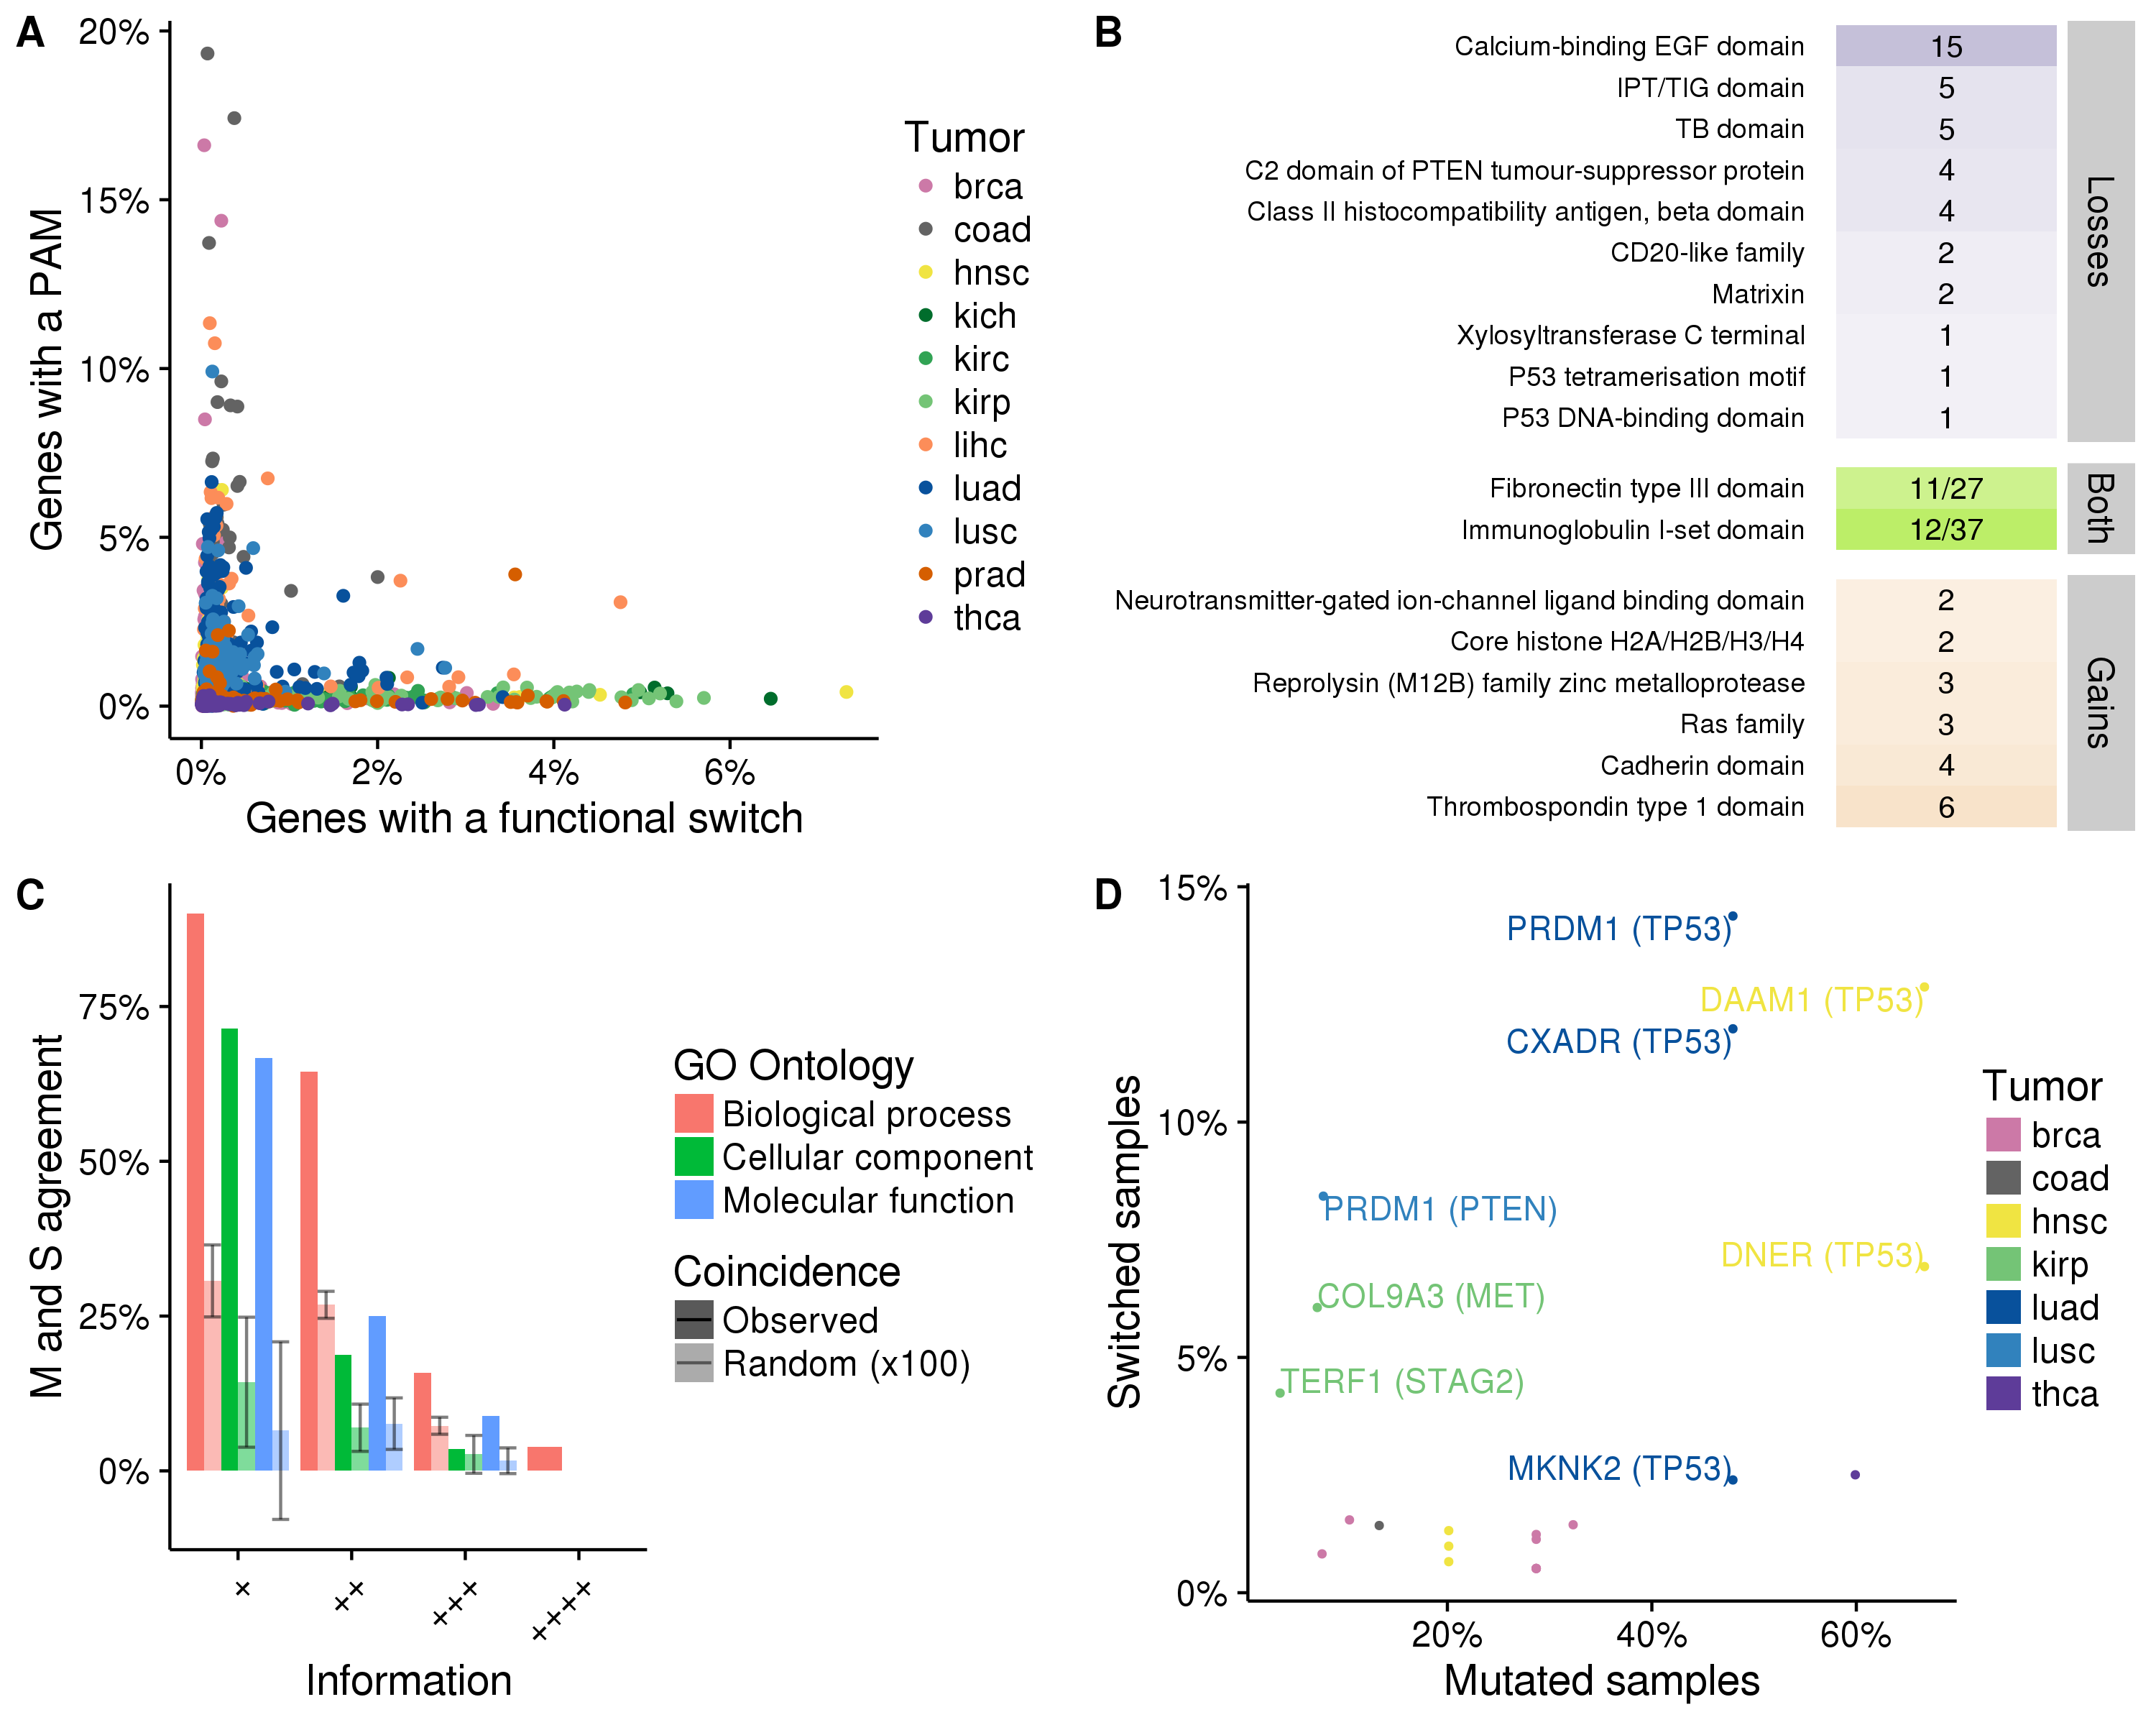 A
20%
15%
10%
5%
0%
Genes with a PAM
0%
2%
4%
6%
Genes with a functional switch
Tumor
brca
coad
hnsc
kich
kirc
kirp
lihc
luad
lusc
prad
thca
B
Calcium-binding EGF domain 15
IPT/TIG domain 5
TB domain 5
C2 domain of PTEN tumour-suppressor protein 4
Class II histocompatibility antigen, beta domain 4
CD20-like family 2
Matrixin 2
Xylosyltransferase C terminal 1
P53 tetramerisation motif 1
P53 DNA-binding domain 1
Losses
Fibronectin type III domain 11/27
Immunoglobulin I-set domain 12/37
Both
Neurotransmitter-gated ion-channel ligand binding domain 2
Core histone H2A/H2B/H3/H4 2
Reprolysin (M12B) family zinc metalloprotease 3
Ras family 3
Cadherin domain 4
Thrombospondin type 1 domain 6
Gains
C
75%
50%
25%
0%
M and S agreement
+
++
+++
++++
Information
GO Ontology
Biological process
Cellular component
Molecular function
Coincidence
Observed
Random (x100)
D
15%
10%
5%
0%
Switched samples
PRDM1 (TP53)
DAAM1 (TP53)
CXADR (TP53)
PRDM1 (PTEN)
DNER (TP53)
COL9A3 (MET)
TERF1 (STAG2)
MKNK2 (TP53)
20%
40%
60%
Mutated samples
Tumor
brca
coad
hnsc
kirp
luad
lusc
thca